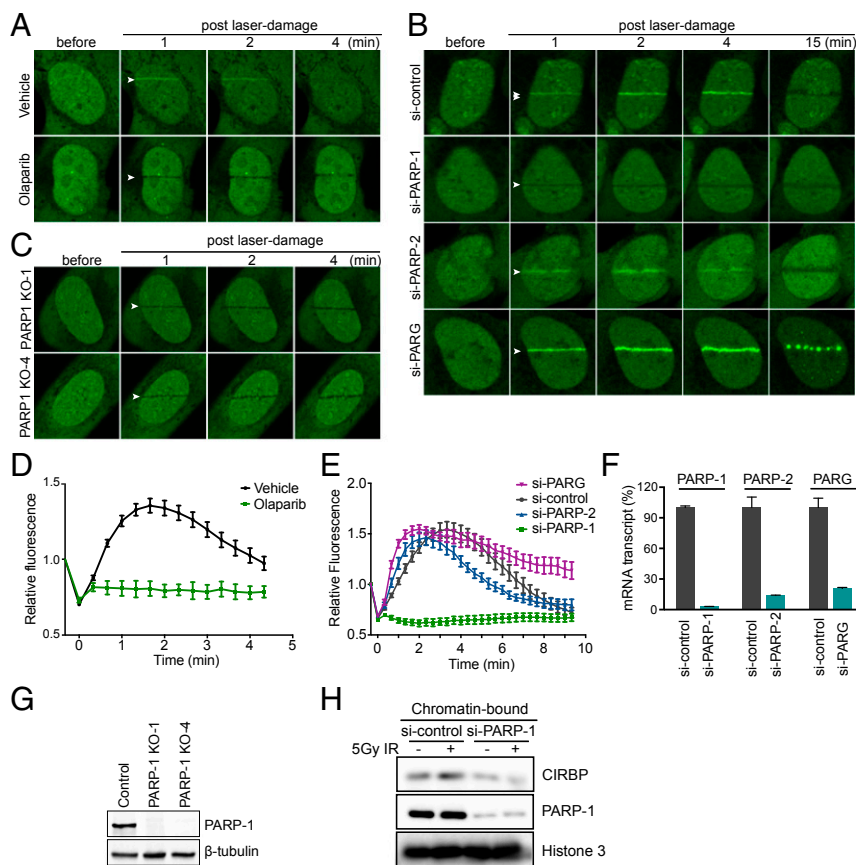 A
post laser-damage
before 1 2 4 (min)
Vehicle
Olaparib
B
post laser-damage
before 1 2 4 15 (min)
si-control
si-PARP-1
si-PARP-2
si-PARG
C
post laser-damage
before 1 2 4 (min)
PARP1 KO-1
PARP1 KO-4
D
Relative fluorescence
1.5
1.0
0.5
Vehicle
Olaparib
0 1 2 3 4 5
Time (min)
E
Relative Fluorescence
2.0
1.5
1.0
0.5
si-PARG
si-control
si-PARP-2
si-PARP-1
0 2 4 6 8 10
Time (min)
F
mRNA transcript (%)
120
90
60
30
0
PARP-1 PARP-2 PARG
si-control
si-PARP-1
si-control
si-PARP-2
si-control
si-PARG
G
Control
PARP-1 KO-1
PARP-1 KO-4
PARP-1
β-tubulin
H
Chromatin-bound
si-control si-PARP-1
5Gy IR - + - +
CIRBP
PARP-1
Histone 3